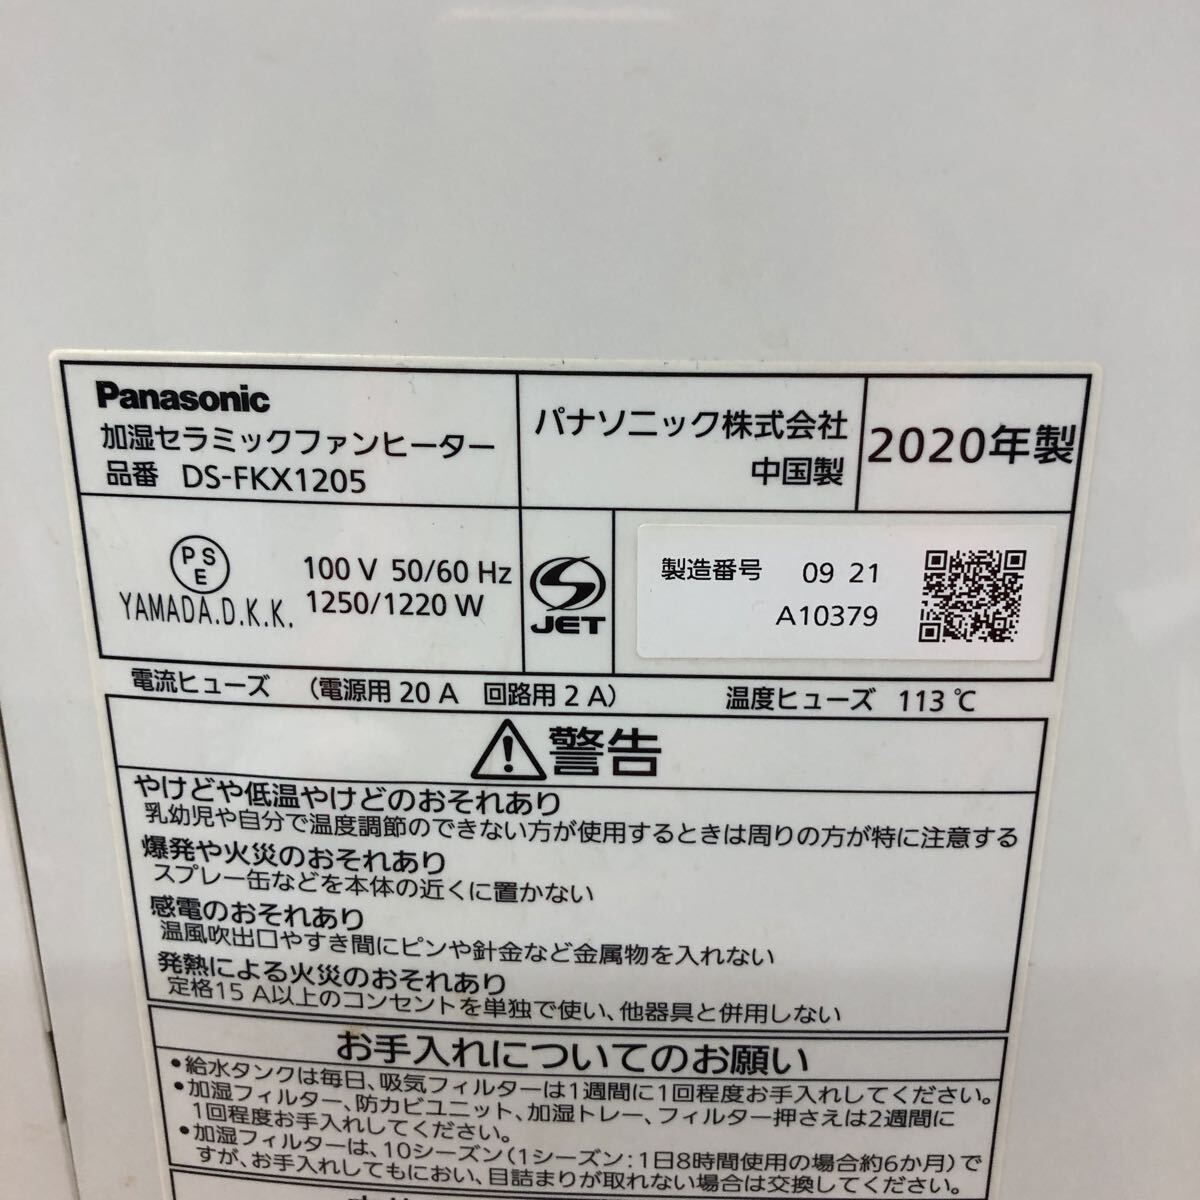 Panasonic
加湿セラミックファンヒーター
品番 DS-FKX1205
パナソニック株式会社
中国製
2020年製
PS
E
YAMADA.D.K.K.
100 V 50/60 Hz
1250/1220 W
JET
製造番号 09 21
A10379
電流ヒューズ (電源用 20 A 回路用 2 A) 温度ヒューズ 113℃
警告
やけどや低温やけどのおそれあり
乳幼児や自分で温度調節のできない方が使用するときは周りの方が特に注意する
爆発や火災のおそれあり
スプレー缶などを本体の近くに置かない
感電のおそれあり
温風吹出口やすき間にピンや針金など金属物を入れない
発熱による火災のおそれあり
定格15 A以上のコンセントを単独で使い、他器具と併用しない
お手入れについてのお願い
•給水タンクは毎日、吸気フィルターは1週間に1回程度お手入れしてください。
•加湿フィルター、防カビユニット、加湿トレー、フィルター押さえは2週間に
1回程度お手入れしてください。
•加湿フィルターは、10シーズン(1シーズン:1日8時間使用の場合約6か月)で
すが、お手入れしてもにおい、目詰まりが取れない場合は交換してください。